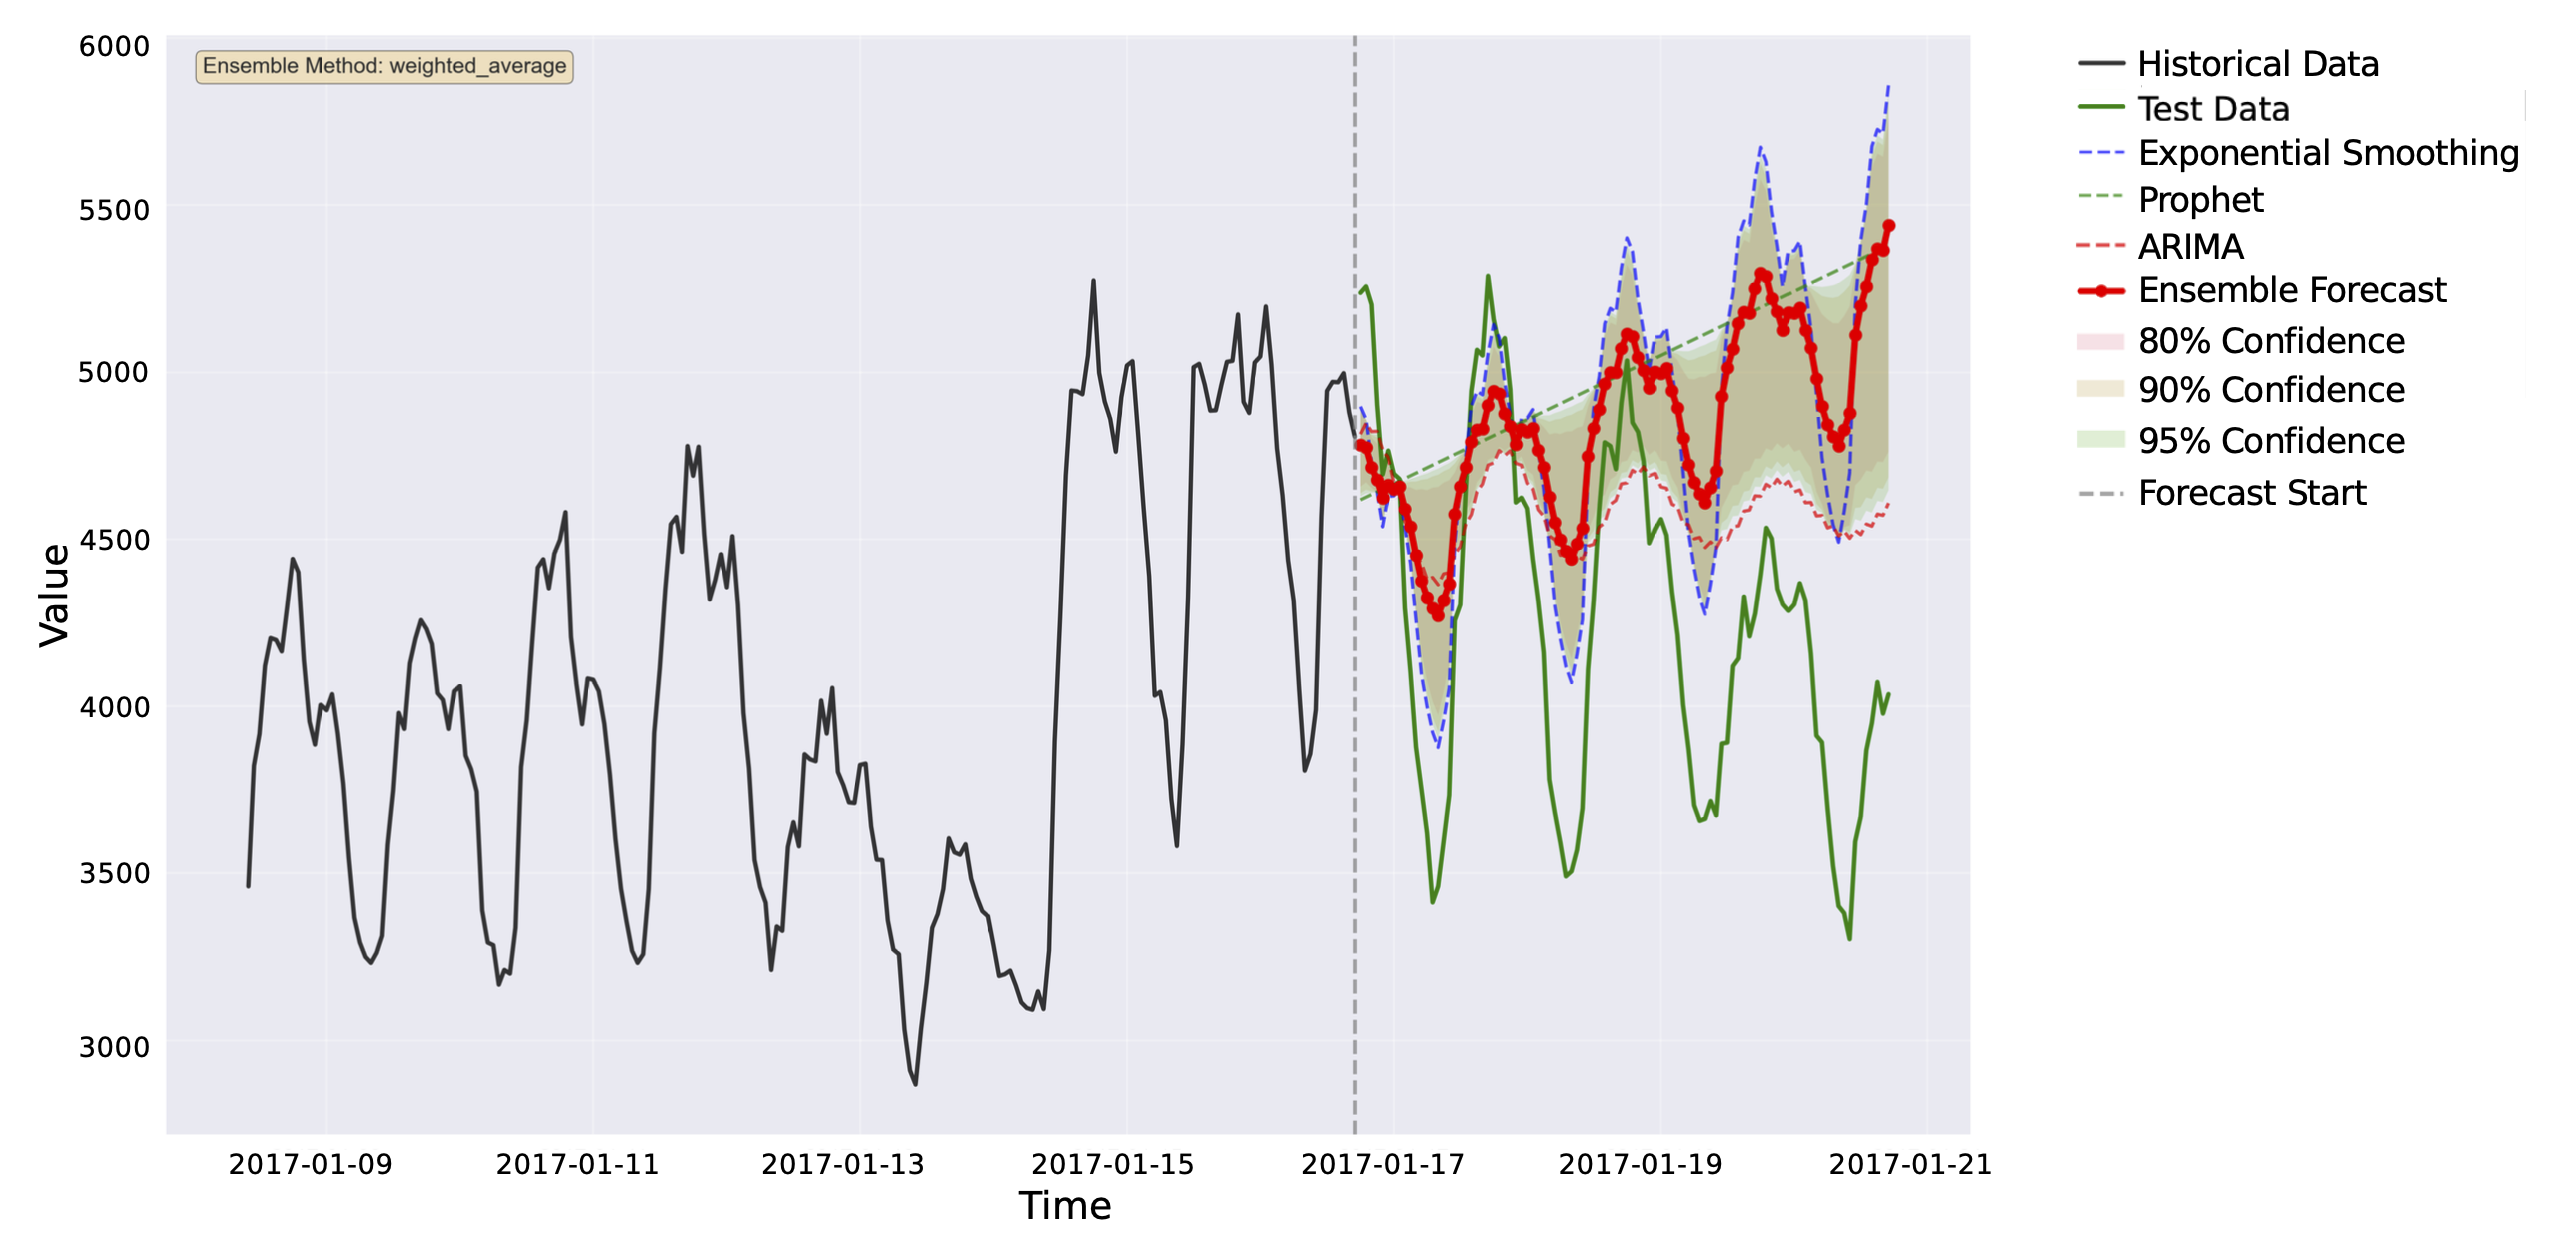 Ensemble Method: weighted_average
6000
5500
5000
4500
4000
3500
3000
Value
2017-01-09
2017-01-11
2017-01-13
2017-01-15
2017-01-17
2017-01-19
2017-01-21
Time
Historical Data
Test Data
Exponential Smoothing
Prophet
ARIMA
Ensemble Forecast
80% Confidence
90% Confidence
95% Confidence
Forecast Start